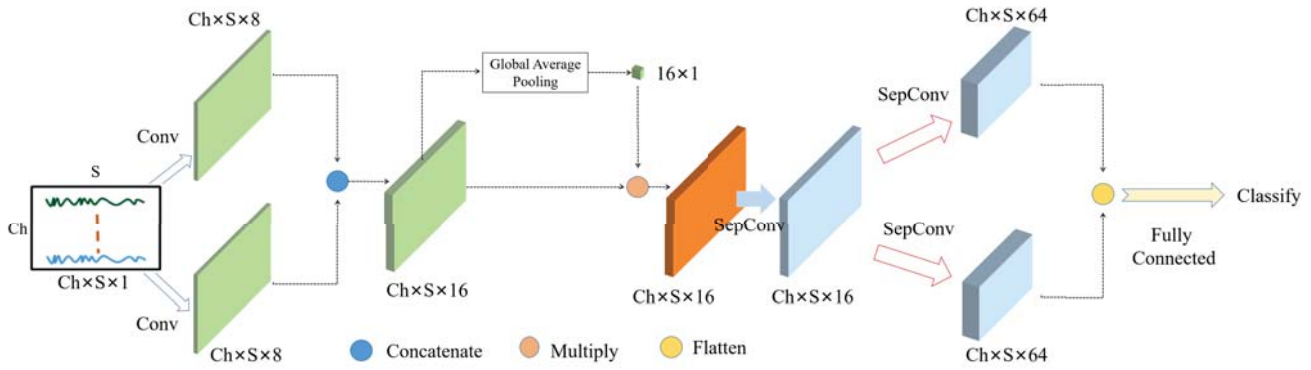 Ch×S×8
Ch×S×64
Global Average
Pooling
16×1
SepConv
Conv
S
Ch
Ch×S×1
Classify
SepConv
SepConv
Fully
Connected
Ch×S×16
Ch×S×16
Ch×S×16
Conv
Ch×S×8
Concatenate
Multiply
Flatten
Ch×S×64